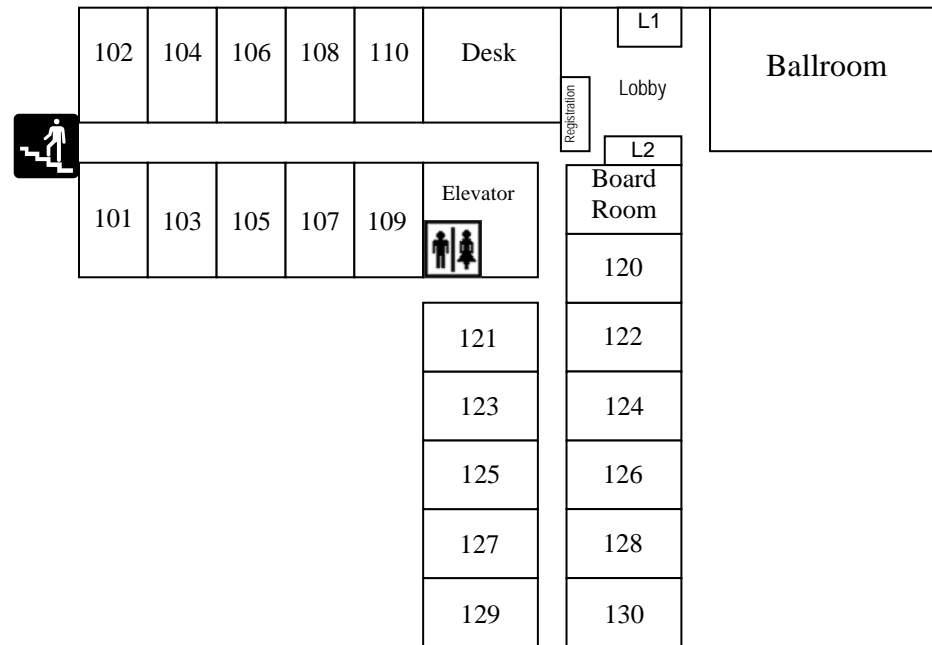 102 104 106 108 110 Desk
L1
Lobby
Ballroom
Registration
L2
101 103 105 107 109 Elevator
Board
Room
120
121 122
123 124
125 126
127 128
129 130